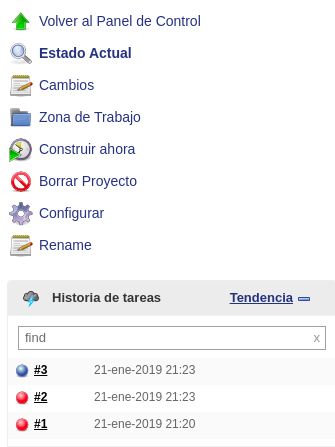 Volver al Panel de Control
Estado Actual
Cambios
Zona de Trabajo
Construir ahora
Borrar Proyecto
Configurar
Rename
Historia de tareas Tendencia
find x
#3 21-ene-2019 21:23
#2 21-ene-2019 21:23
#1 21-ene-2019 21:20